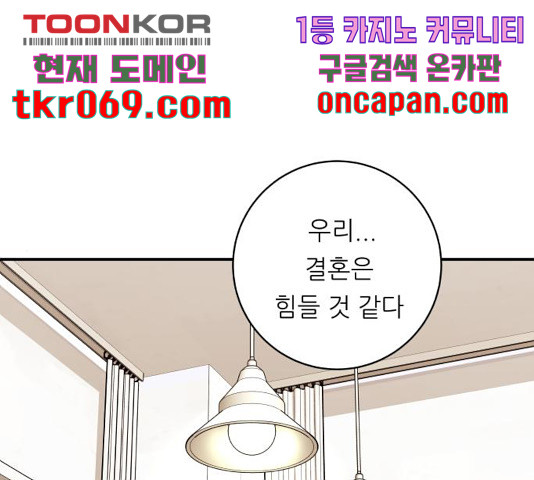 TOONKOR
현재 도메인
tkr069.com
1등 카지노 커뮤니티
구글검색 온카판
oncapan.com
우리...
결혼은
힘들 것 같다